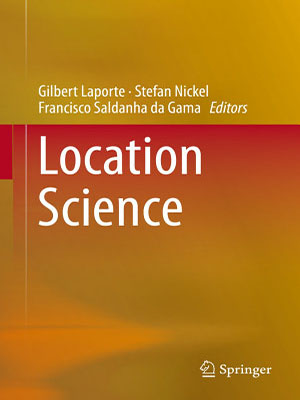 Gilbert Laporte · Stefan Nickel
Francisco Saldanha da Gama Editors
Location
Science
Springer